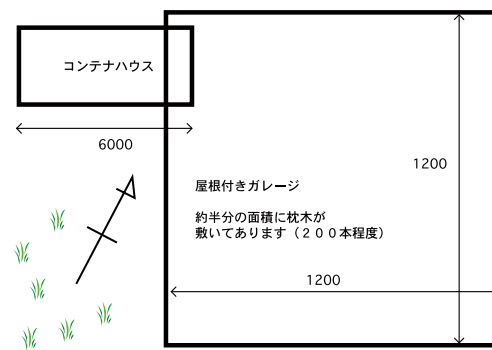 コンテナハウス
6000
1200
屋根付きガレージ
約半分の面積に枕木が
敷いてあります（２００本程度）
1200